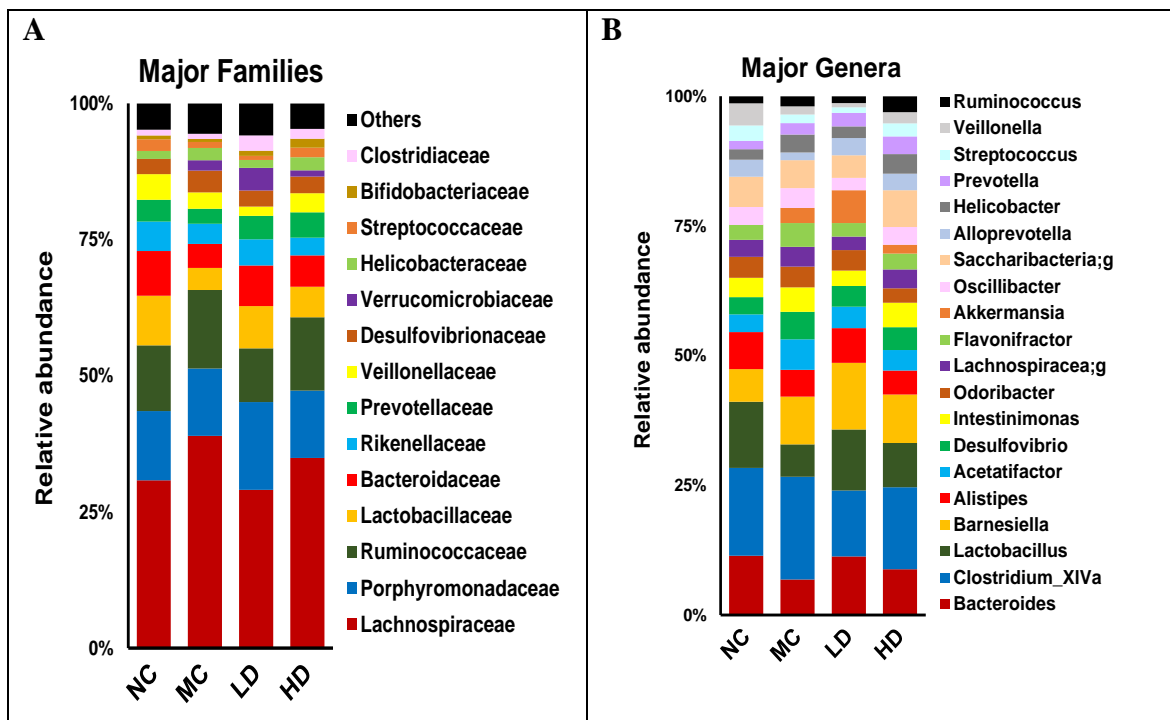 A
Major Families
Relative abundance
100%
75%
50%
25%
0%
NC
MC
LD
HD
Others
Clostridiaceae
Bifidobacteriaceae
Streptococcaceae
Helicobacteraceae
Verrucomicrobiaceae
Desulfovibrionaceae
Veillonellaceae
Prevotellaceae
Rikenellaceae
Bacteroidaceae
Lactobacillaceae
Ruminococcaceae
Porphyromonadaceae
Lachnospiraceae
B
Major Genera
Relative abundance
100%
75%
50%
25%
0%
NC
MC
LD
HD
Ruminococcus
Veillonella
Streptococcus
Prevotella
Helicobacter
Alloprevotella
Saccharibacteria;g
Oscillibacter
Akkermansia
Flavonifractor
Lachnospiracea;g
Odoribacter
Intestinimonas
Desulfovibrio
Acetatifactor
Alistipes
Barnesiella
Lactobacillus
Clostridium_XIVa
Bacteroides